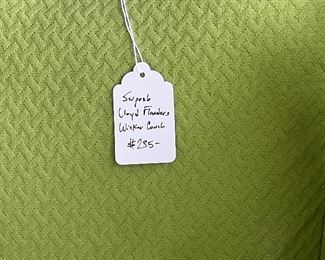 Superb
Lloyd Flanders
Wicker Couch
$235-